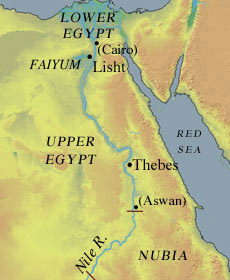 LOWER
EGYPT
(Cairo)
FAIYUM
Lisht
UPPER
EGYPT
RED
SEA
Thebes
(Aswan)
Nile R.
NUBIA